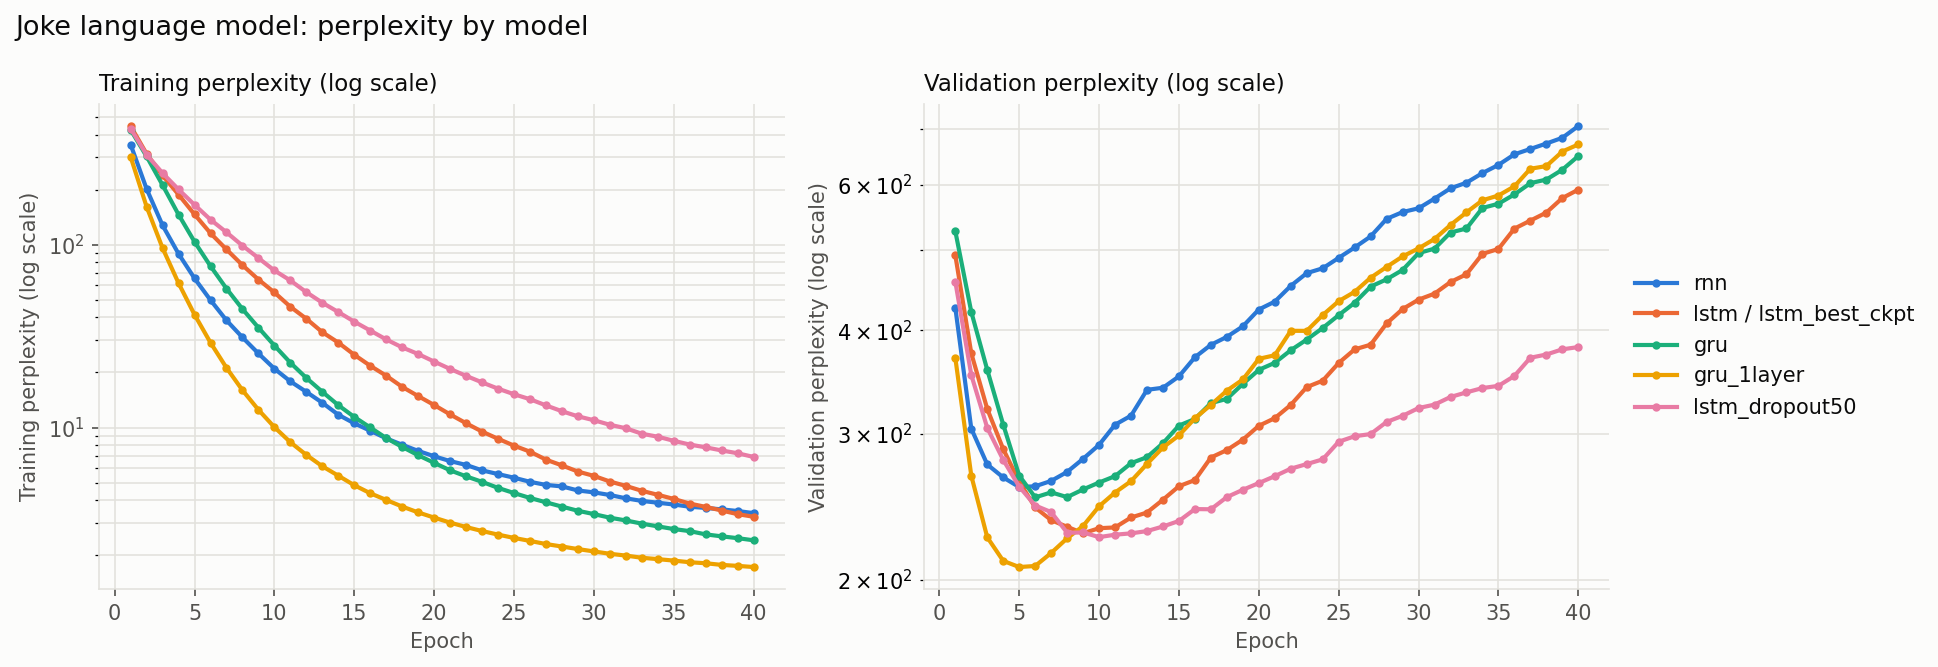 Joke language model: perplexity by model
Training perplexity (log scale)
Training perplexity (log scale)
10²
10¹
0 5 10 15 20 25 30 35 40
Epoch
Validation perplexity (log scale)
Validation perplexity (log scale)
6 × 10²
4 × 10²
3 × 10²
2 × 10²
0 5 10 15 20 25 30 35 40
Epoch
rnn
lstm / lstm_best_ckpt
gru
gru_1layer
lstm_dropout50